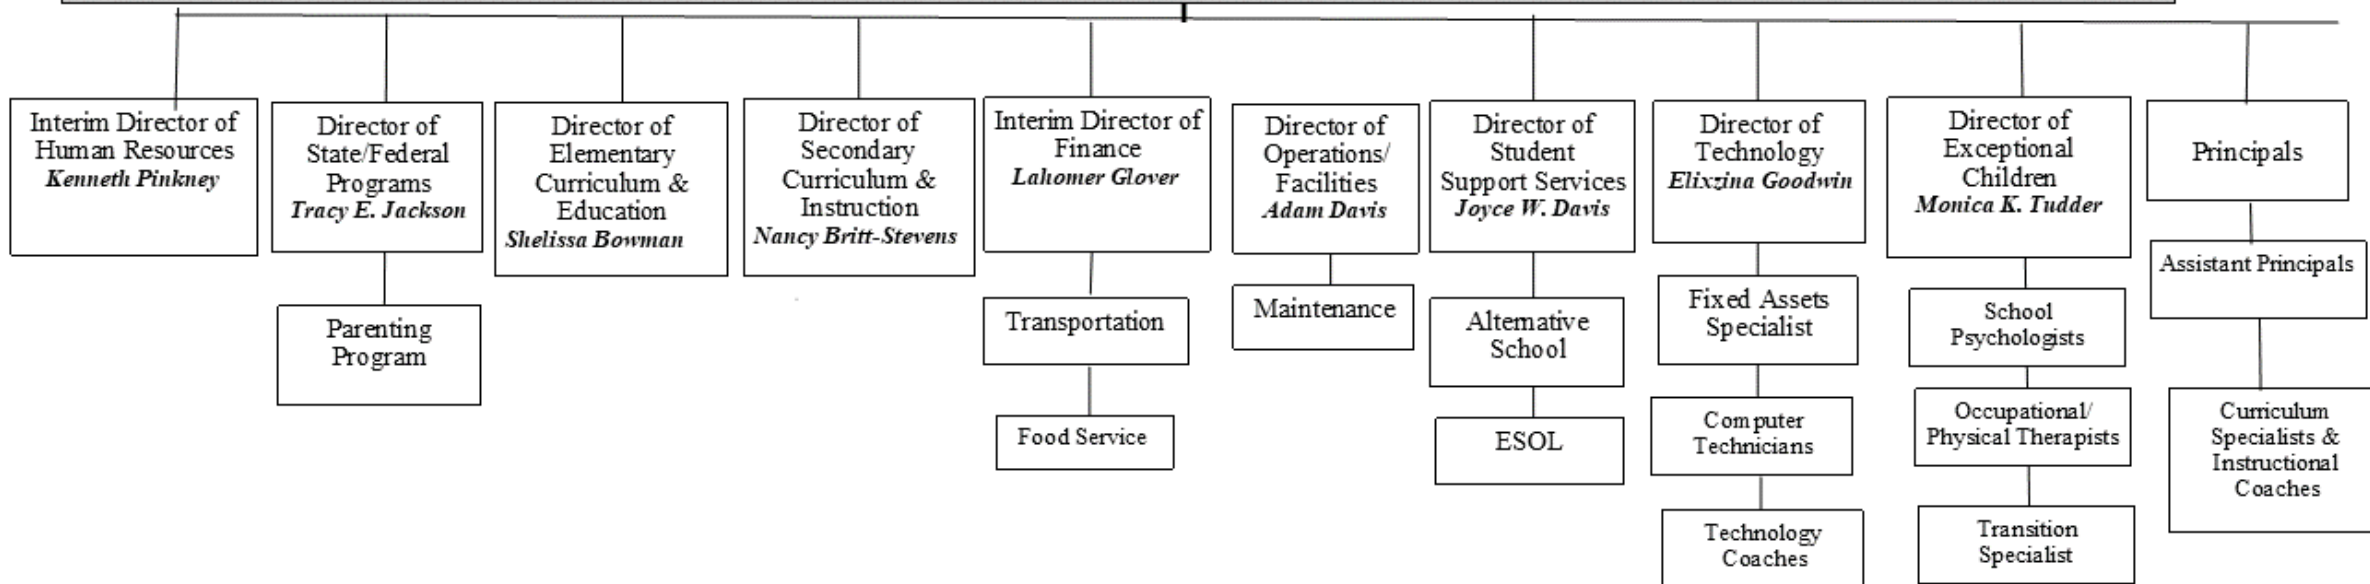 Interim Director of
Human Resources
Kenneth Pinkney
Director of
State/Federal
Programs
Tracy E. Jackson
Parenting
Program
Director of
Elementary
Curriculum &
Education
Shelissa Bowman
Director of
Secondary
Curriculum &
Instruction
Nancy Britt-Stevens
Interim Director of
Finance
Lahomer Glover
Transportation
Food Service
Director of
Operations/
Facilities
Adam Davis
Maintenance
Director of
Student
Support Services
Joyce W. Davis
Alternative
School
ESOL
Director of
Technology
Elixzina Goodwin
Fixed Assets
Specialist
Computer
Technicians
Technology
Coaches
Director of
Exceptional
Children
Monica K. Tudder
School
Psychologists
Occupational/
Physical Therapists
Transition
Specialist
Principals
Assistant Principals
Curriculum
Specialists &
Instructional
Coaches